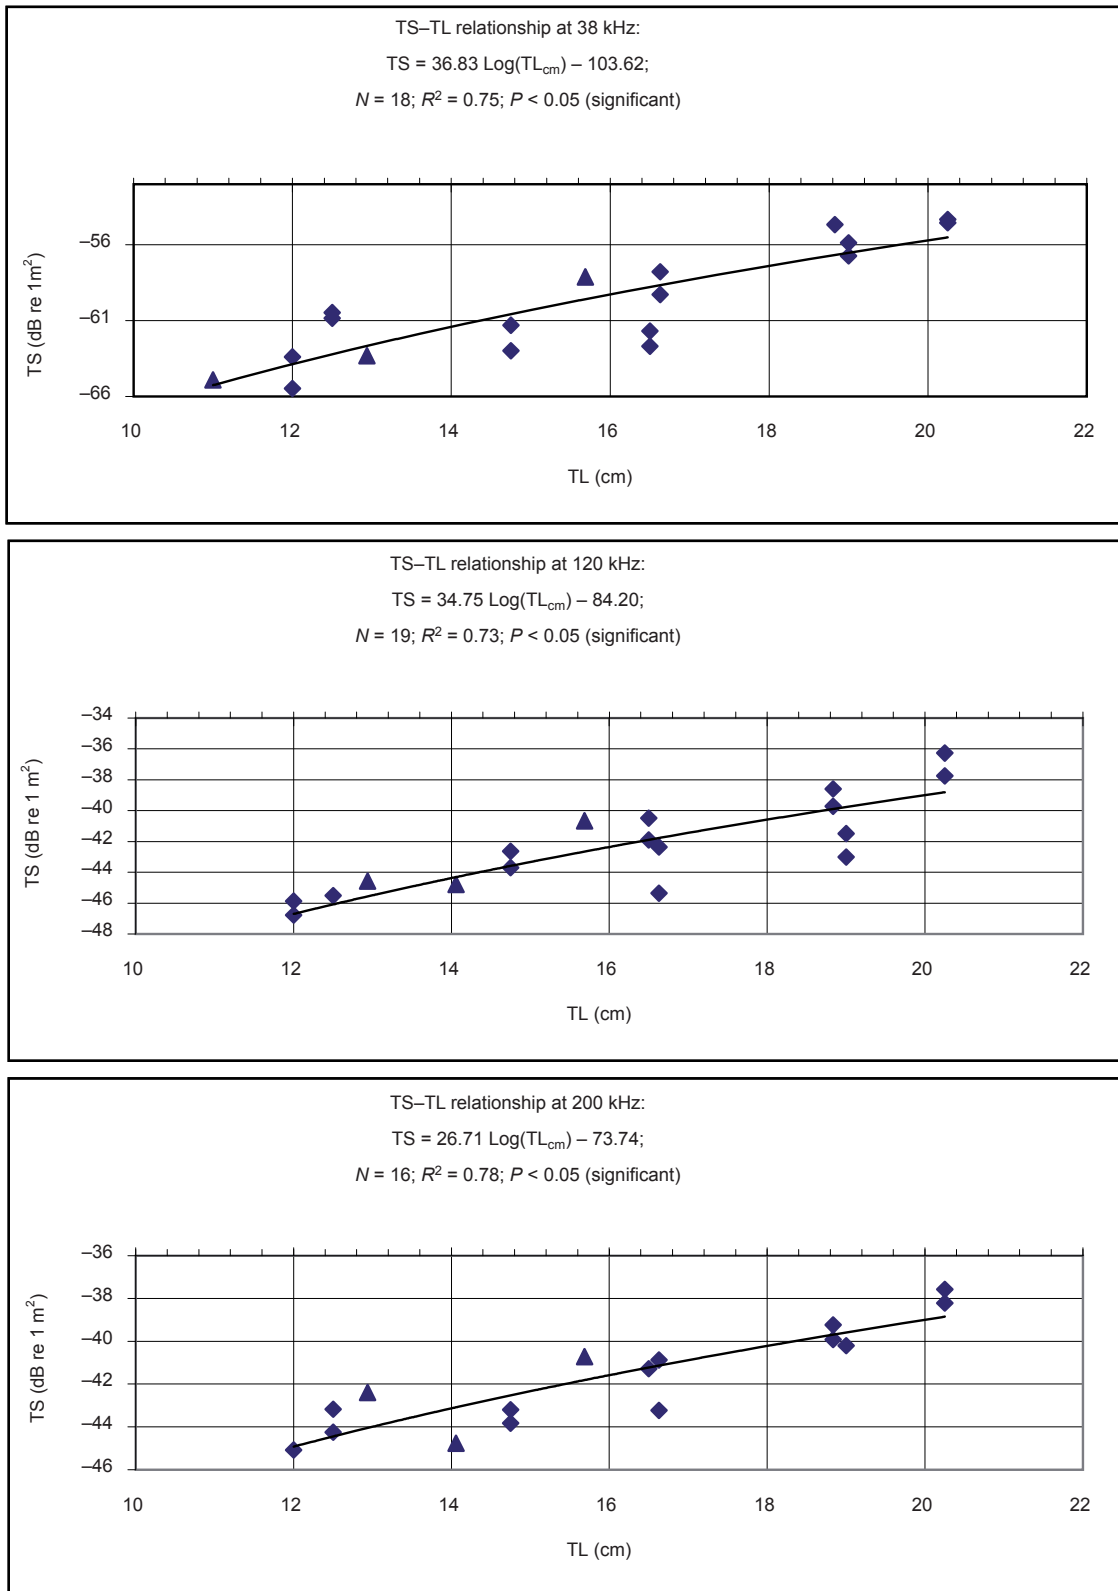 TS–TL relationship at 38 kHz:
TS = 36.83 Log(TLcm) – 103.62;
N = 18; R² = 0.75; P < 0.05 (significant)
TS (dB re 1m²)
–56
–61
–66
10 12 14 16 18 20 22
TL (cm)
TS–TL relationship at 120 kHz:
TS = 34.75 Log(TLcm) – 84.20;
N = 19; R² = 0.73; P < 0.05 (significant)
TS (dB re 1 m²)
–34
–36
–38
–40
–42
–44
–46
–48
10 12 14 16 18 20 22
TL (cm)
TS–TL relationship at 200 kHz:
TS = 26.71 Log(TLcm) – 73.74;
N = 16; R² = 0.78; P < 0.05 (significant)
TS (dB re 1 m²)
–36
–38
–40
–42
–44
–46
10 12 14 16 18 20 22
TL (cm)